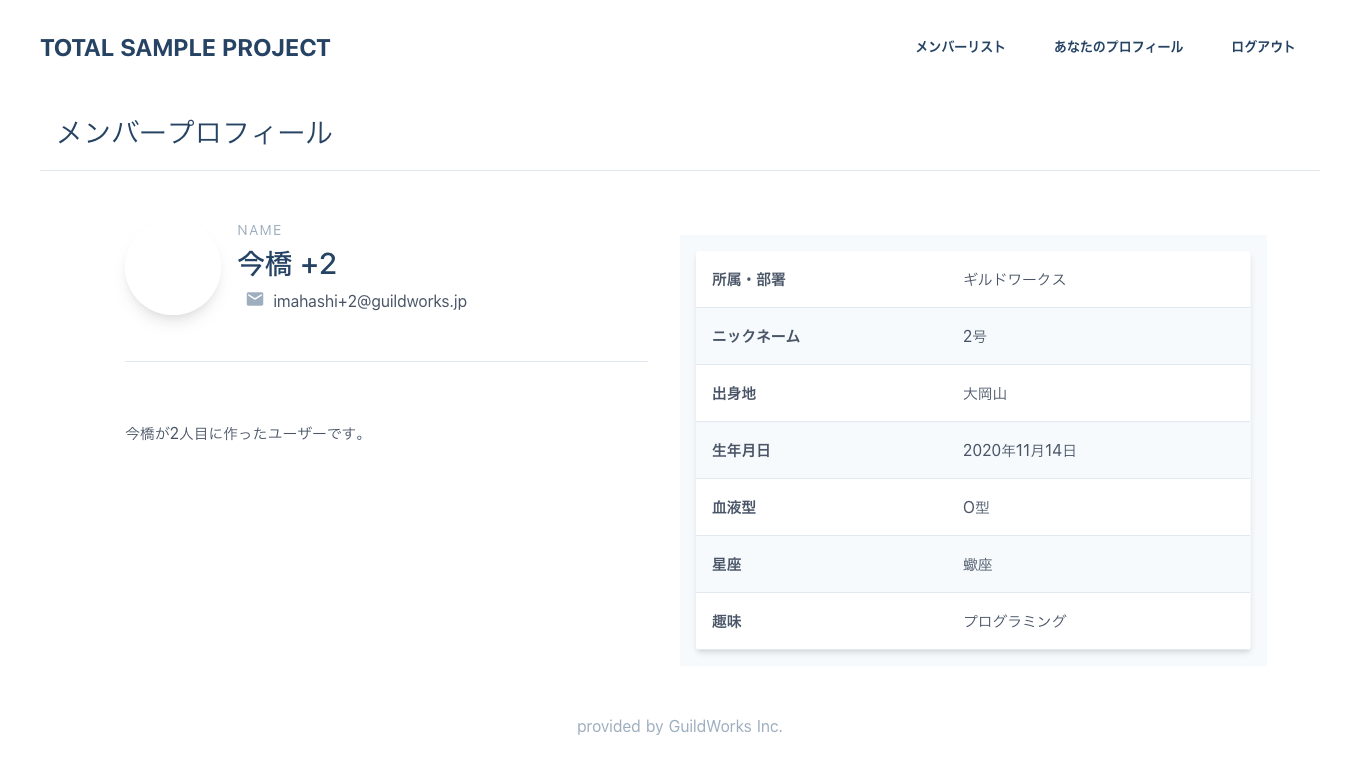 TOTAL SAMPLE PROJECT
メンバーリスト
あなたのプロフィール
ログアウト
メンバープロフィール
NAME
今橋 +2
imahashi+2@guildworks.jp
今橋が2人目に作ったユーザーです。
所属・部署 ギルドワークス
ニックネーム 2号
出身地 大岡山
生年月日 2020年11月14日
血液型 O型
星座 蠍座
趣味 プログラミング
provided by GuildWorks Inc.